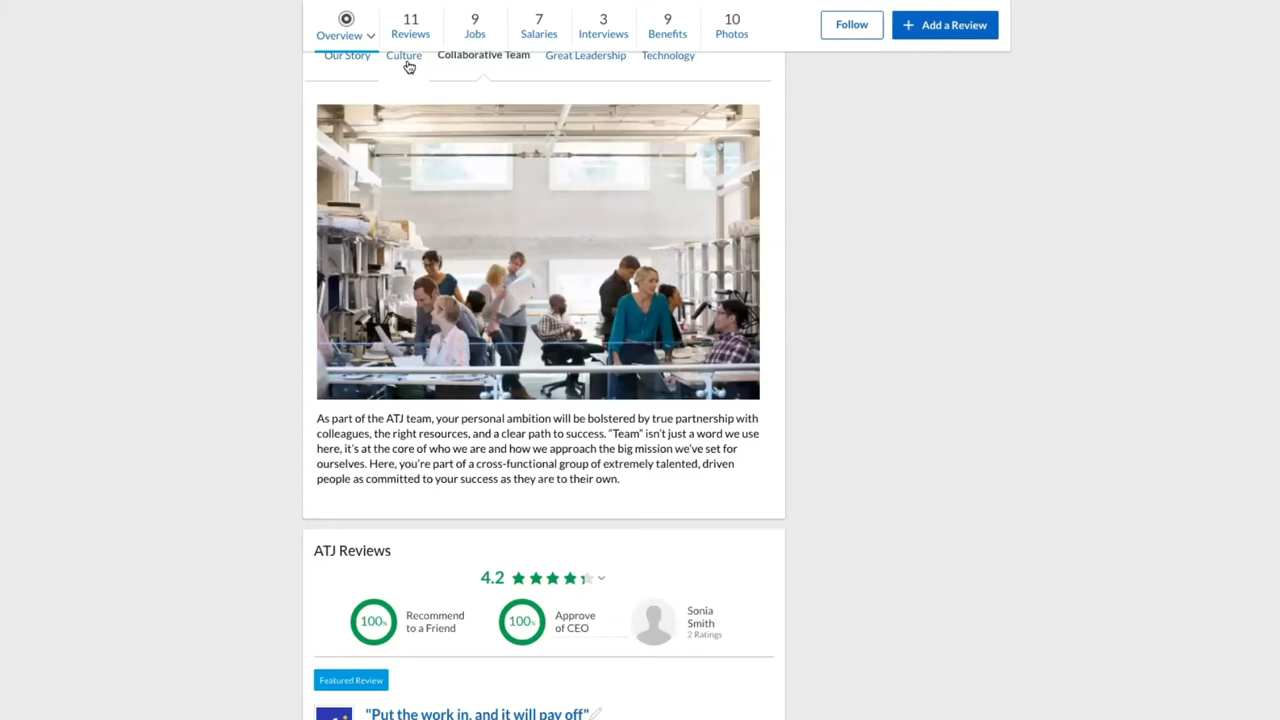 11 9 7 3 9 10
Overview Reviews Jobs Salaries Interviews Benefits Photos
Follow + Add a Review
Our Story Culture Collaborative Team Great Leadership Technology
As part of the ATJ team, your personal ambition will be bolstered by true partnership with
colleagues, the right resources, and a clear path to success. “Team” isn’t just a word we use
here, it’s at the core of who we are and how we approach the big mission we’ve set for
ourselves. Here, you’re part of a cross-functional group of extremely talented, driven
people as committed to your success as they are to their own.
ATJ Reviews
4.2
100% Recommend
to a Friend
100% Approve
of CEO
Sonia
Smith
2 Ratings
Featured Review
"Put the work in, and it will pay off"